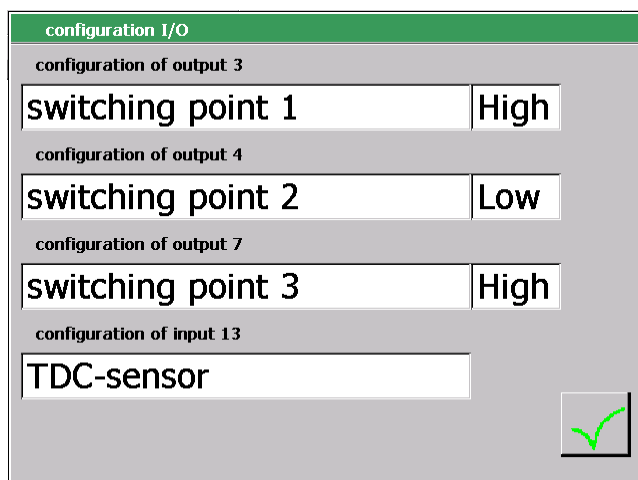 configuration I/O
configuration of output 3
switching point 1 High
configuration of output 4
switching point 2 Low
configuration of output 7
switching point 3 High
configuration of input 13
TDC-sensor